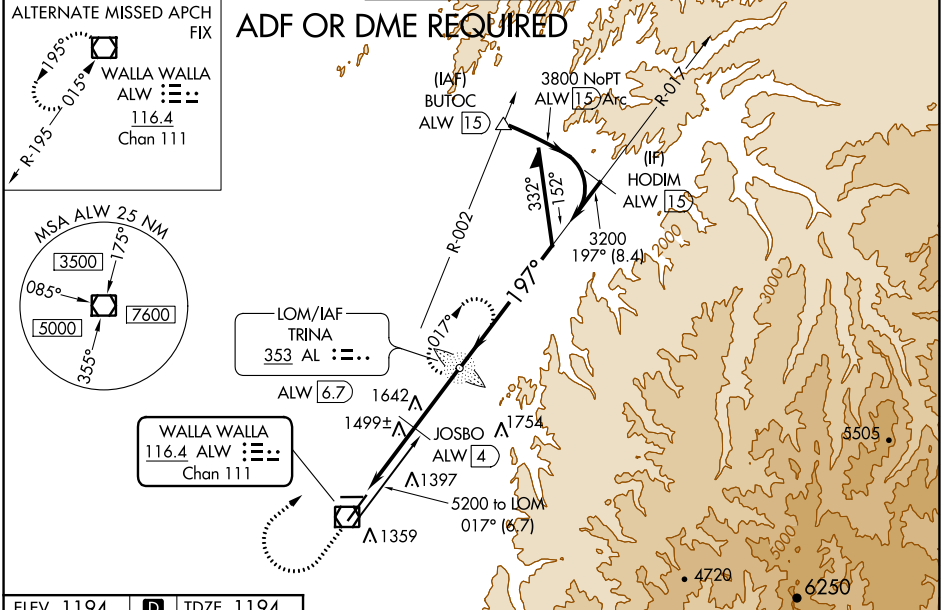 ALTERNATE MISSED APCH
FIX
195°
015°
R-195
WALLA WALLA
ALW
116.4
Chan 111
ADF OR DME REQUIRED
(IAF)
BUTOC
ALW 15
3800 NoPT
ALW 15 Arc
R-017
(IF)
HODIM
ALW 15
332°
152°
R-002
3200
197° (8.4)
2000
3000
MSA ALW 25 NM
3500
175°
085°
5000
7600
355°
197°
017°
LOM/IAF
TRINA
353 AL
ALW 6.7
1642
1499±
JOSBO
ALW 4
1754
5505
WALLA WALLA
116.4 ALW
Chan 111
1397
5200 to LOM
017° (6.7)
1359
5000
4720
6250
ELEV 1194
D
TDZE 1194